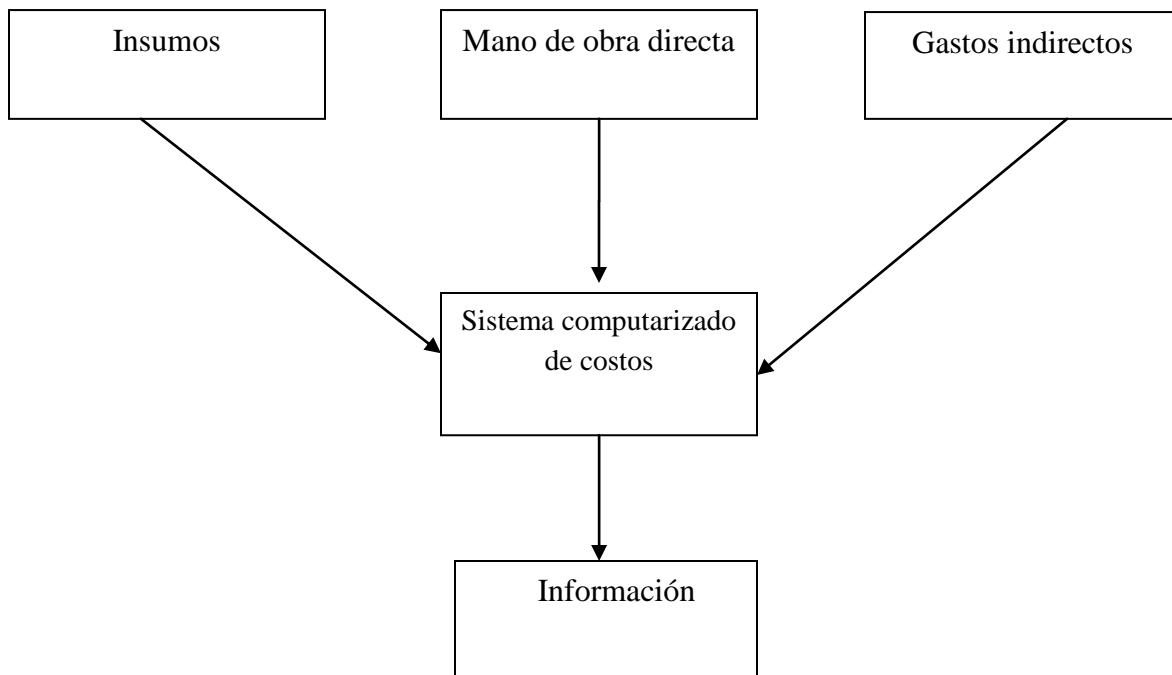 Insumos
Mano de obra directa
Gastos indirectos
Sistema computarizado
de costos
Información